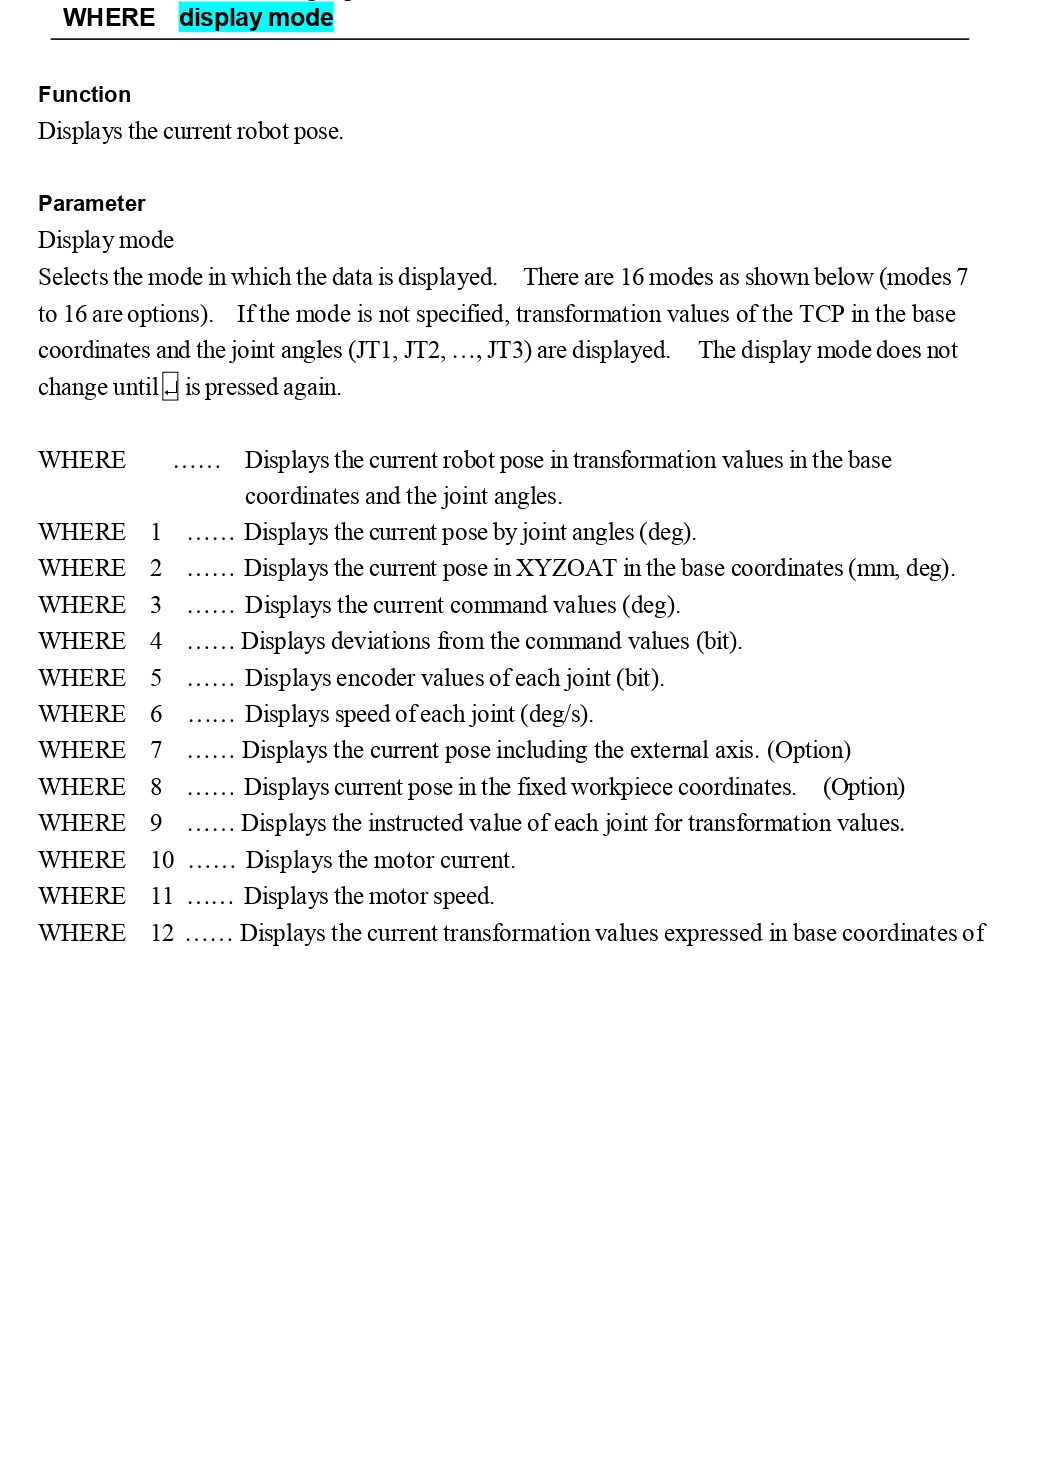 WHERE display mode
Function
Displays the current robot pose.
Parameter
Display mode
Selects the mode in which the data is displayed. There are 16 modes as shown below (modes 7
to 16 are options). If the mode is not specified, transformation values of the TCP in the base
coordinates and the joint angles (JT1, JT2, …, JT3) are displayed. The display mode does not
change until ↵ is pressed again.
WHERE …… Displays the current robot pose in transformation values in the base
coordinates and the joint angles.
WHERE 1 …… Displays the current pose by joint angles (deg).
WHERE 2 …… Displays the current pose in XYZOAT in the base coordinates (mm, deg).
WHERE 3 …… Displays the current command values (deg).
WHERE 4 …… Displays deviations from the command values (bit).
WHERE 5 …… Displays encoder values of each joint (bit).
WHERE 6 …… Displays speed of each joint (deg/s).
WHERE 7 …… Displays the current pose including the external axis. (Option)
WHERE 8 …… Displays current pose in the fixed workpiece coordinates. (Option)
WHERE 9 …… Displays the instructed value of each joint for transformation values.
WHERE 10 …… Displays the motor current.
WHERE 11 …… Displays the motor speed.
WHERE 12 …… Displays the current transformation values expressed in base coordinates of